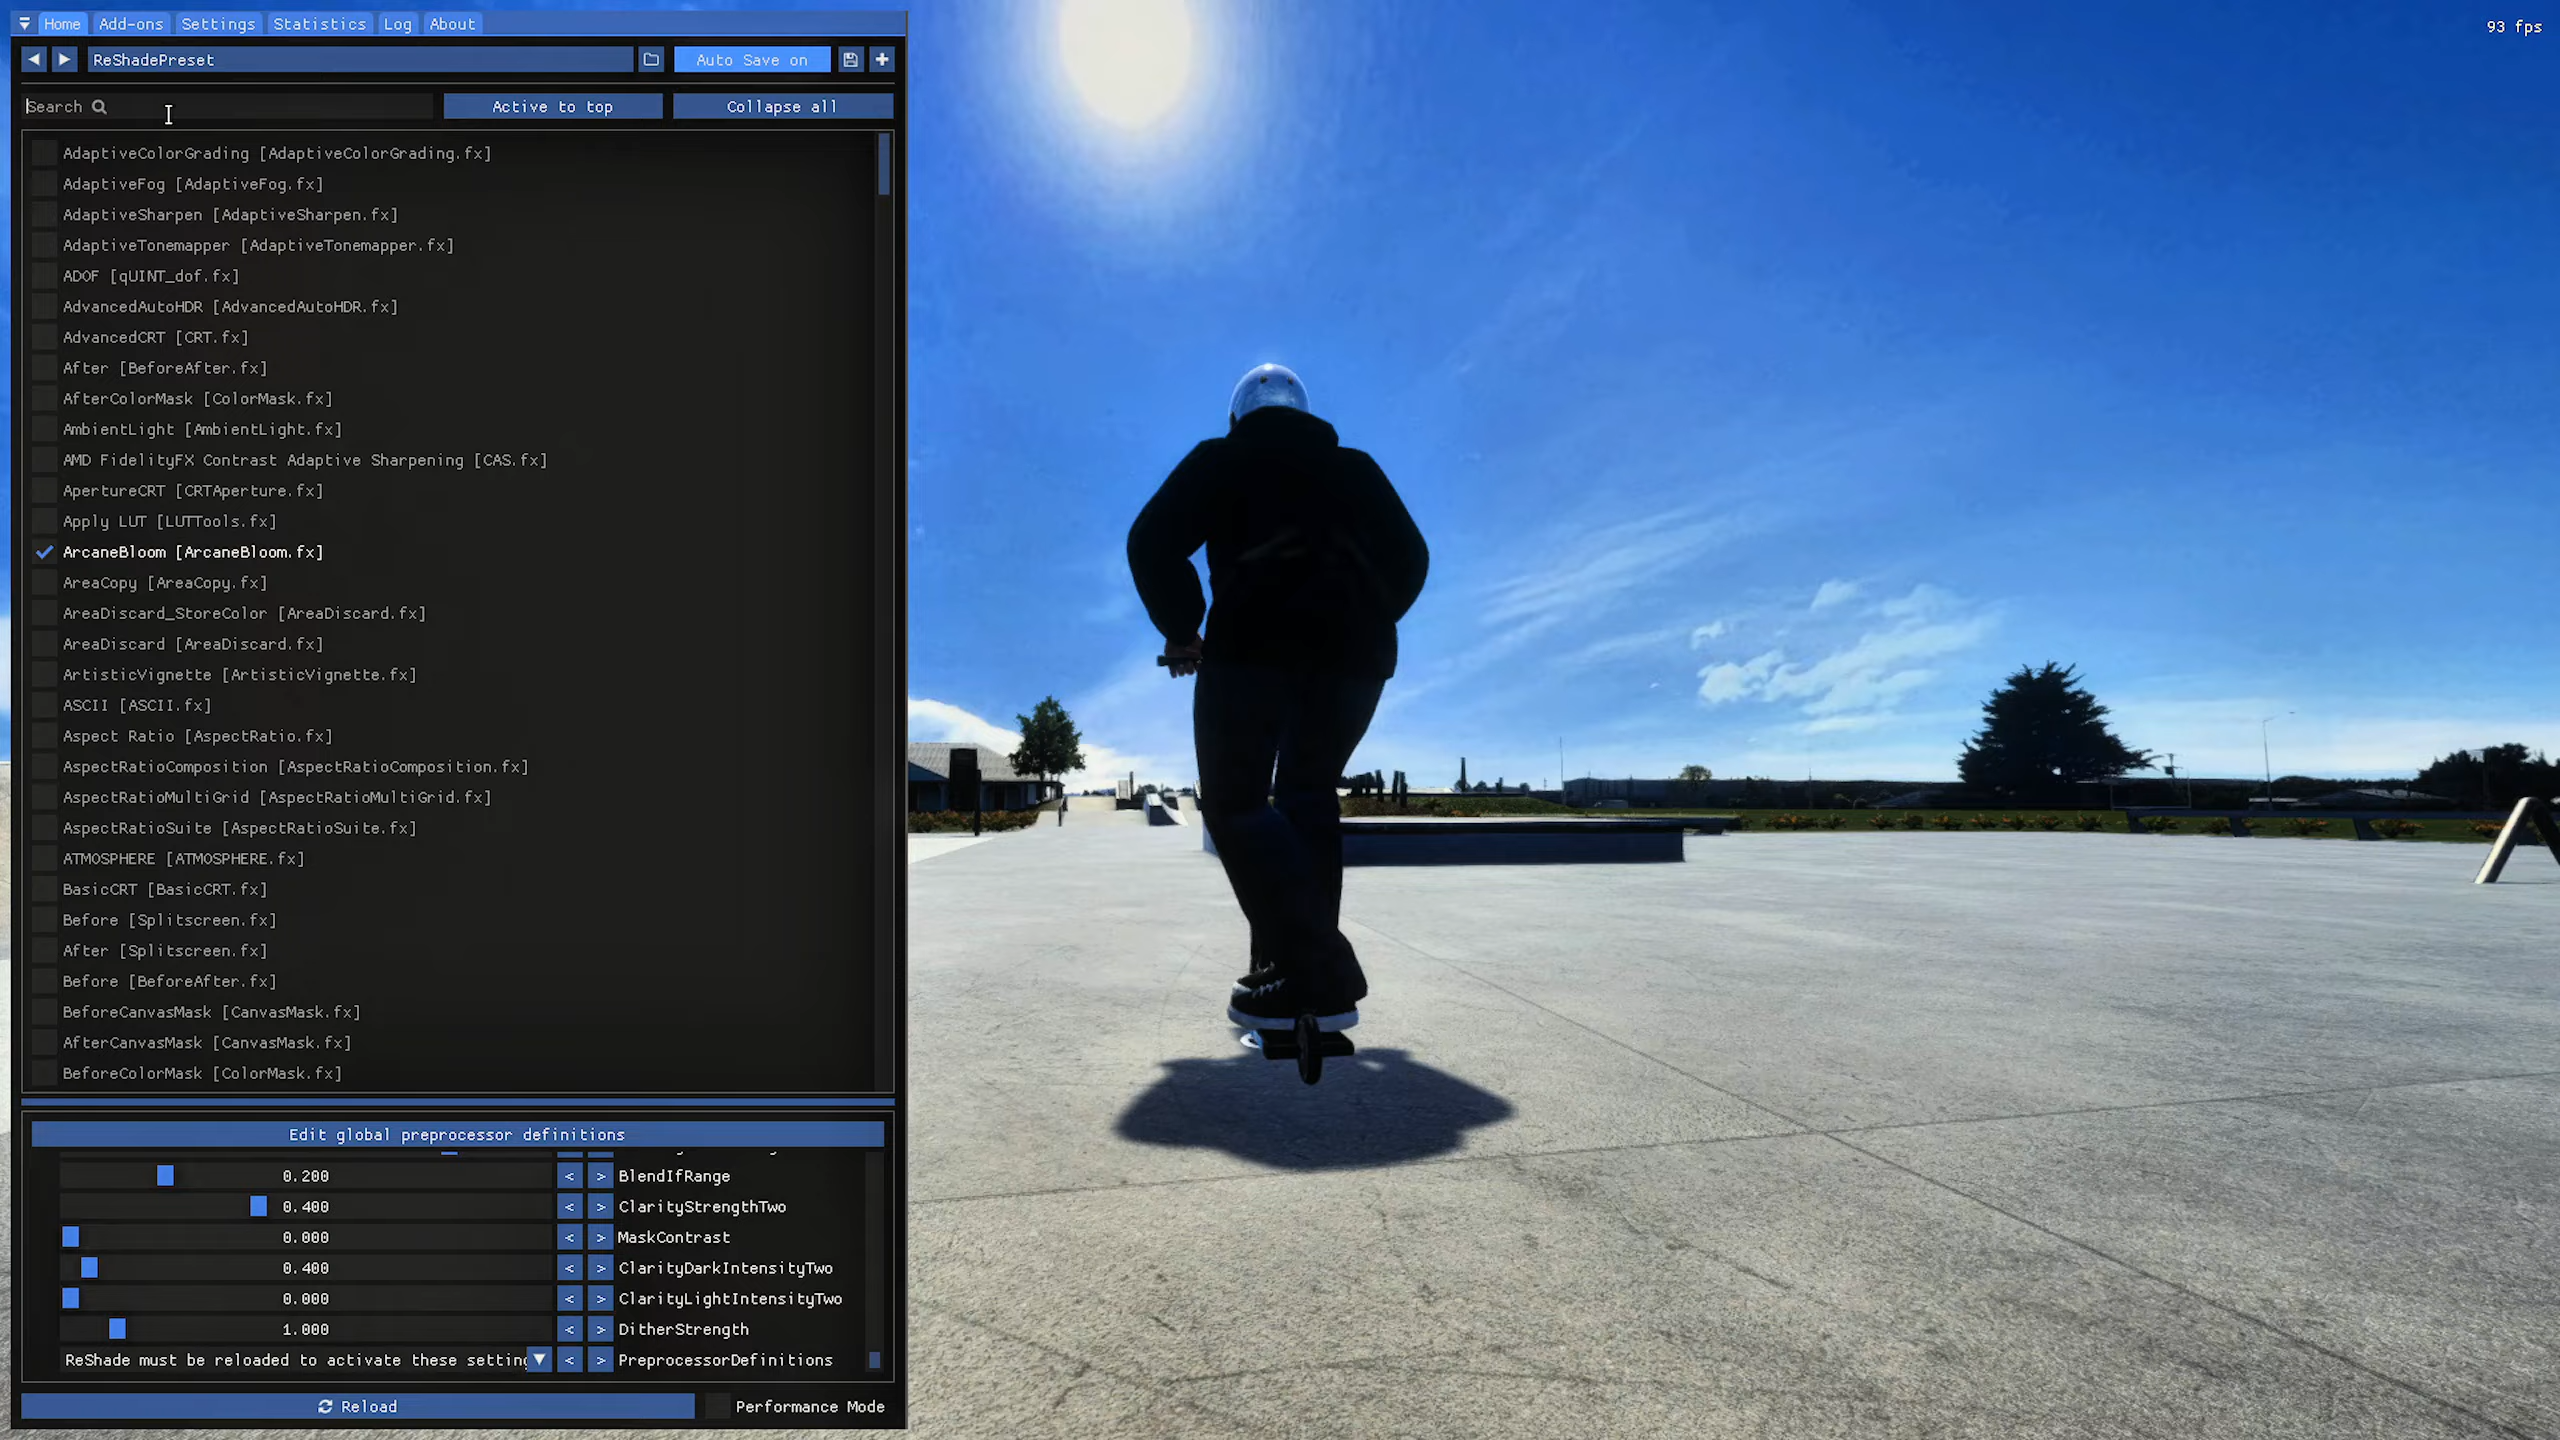 Home Add-ons Settings Statistics Log About
93 fps
ReShadePreset Auto Save on
Search Active to top Collapse all
AdaptiveColorGrading [AdaptiveColorGrading.fx]
AdaptiveFog [AdaptiveFog.fx]
AdaptiveSharpen [AdaptiveSharpen.fx]
AdaptiveTonemapper [AdaptiveTonemapper.fx]
ADOF [qUINT_dof.fx]
AdvancedAutoHDR [AdvancedAutoHDR.fx]
AdvancedCRT [CRT.fx]
After [BeforeAfter.fx]
AfterColorMask [ColorMask.fx]
AmbientLight [AmbientLight.fx]
AMD FidelityFX Contrast Adaptive Sharpening [CAS.fx]
ApertureCRT [CRTAperture.fx]
Apply LUT [LUTTools.fx]
ArcaneBloom [ArcaneBloom.fx]
AreaCopy [AreaCopy.fx]
AreaDiscard_StoreColor [AreaDiscard.fx]
AreaDiscard [AreaDiscard.fx]
ArtisticVignette [ArtisticVignette.fx]
ASCII [ASCII.fx]
Aspect Ratio [AspectRatio.fx]
AspectRatioComposition [AspectRatioComposition.fx]
AspectRatioMultiGrid [AspectRatioMultiGrid.fx]
AspectRatioSuite [AspectRatioSuite.fx]
ATMOSPHERE [ATMOSPHERE.fx]
BasicCRT [BasicCRT.fx]
Before [Splitscreen.fx]
After [Splitscreen.fx]
Before [BeforeAfter.fx]
BeforeCanvasMask [CanvasMask.fx]
AfterCanvasMask [CanvasMask.fx]
BeforeColorMask [ColorMask.fx]
Edit global preprocessor definitions
0.200 < > BlendIfRange
0.400 < > ClarityStrengthTwo
0.000 < > MaskContrast
0.400 < > ClarityDarkIntensityTwo
0.000 < > ClarityLightIntensityTwo
1.000 < > DitherStrength
ReShade must be reloaded to activate these setting < > PreprocessorDefinitions
Reload Performance Mode